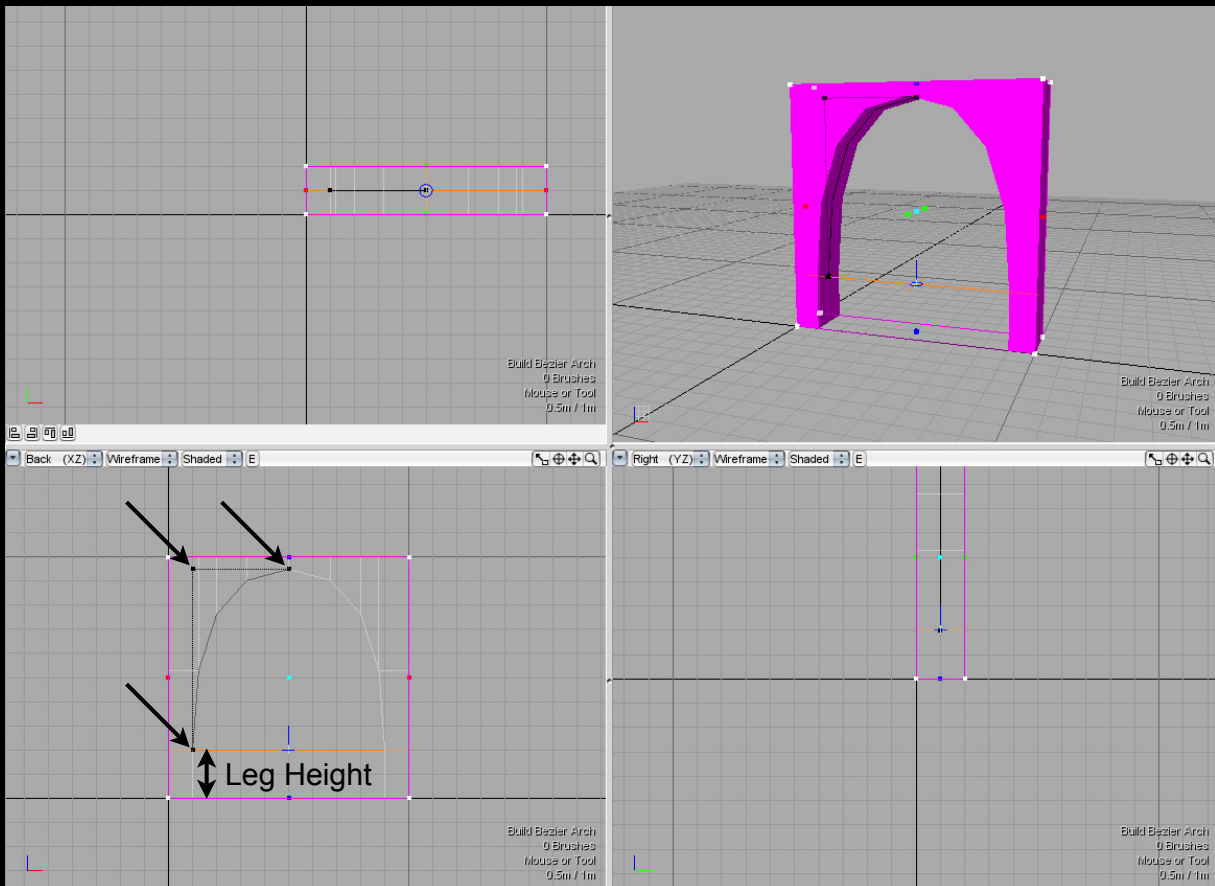 Build Bezier Arch
0 Brushes
Mouse or Tool
0.5m / 1m
Build Bezier Arch
0 Brushes
Mouse or Tool
0.5m / 1m
Back (XZ) Wireframe Shaded E
Right (YZ) Wireframe Shaded E
Leg Height
Build Bezier Arch
0 Brushes
Mouse or Tool
0.5m / 1m
Build Bezier Arch
0 Brushes
Mouse or Tool
0.5m / 1m